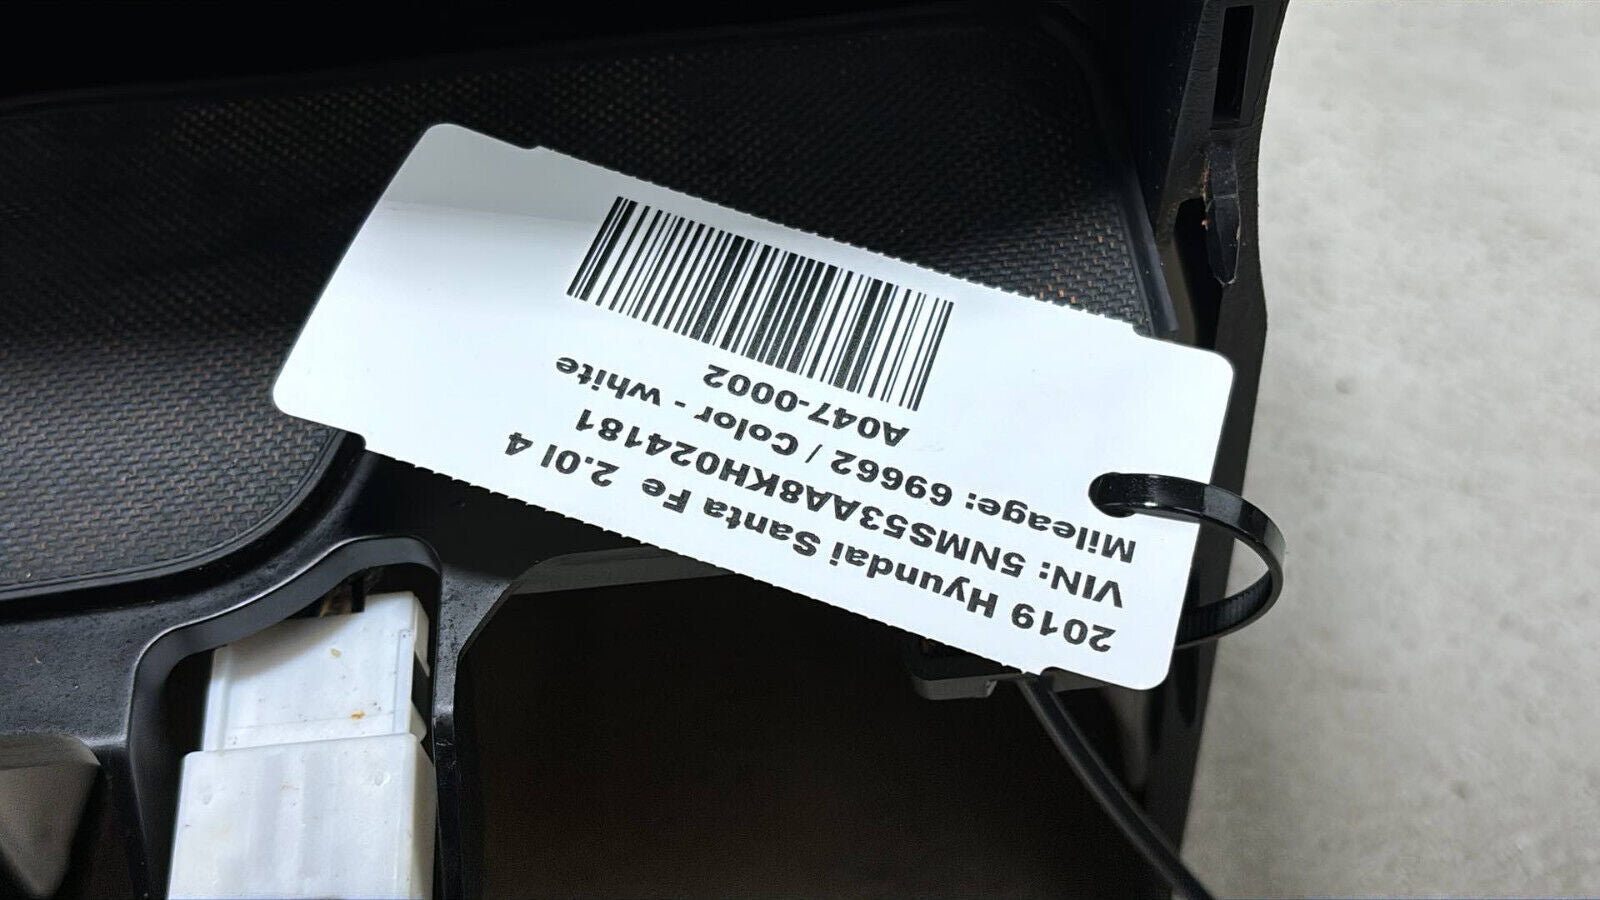 2019 Hyundai Santa Fe 2.0l 4
VIN: 5NMS53AA8KH024181
Mileage: 69662 / Color - white
A047-0002